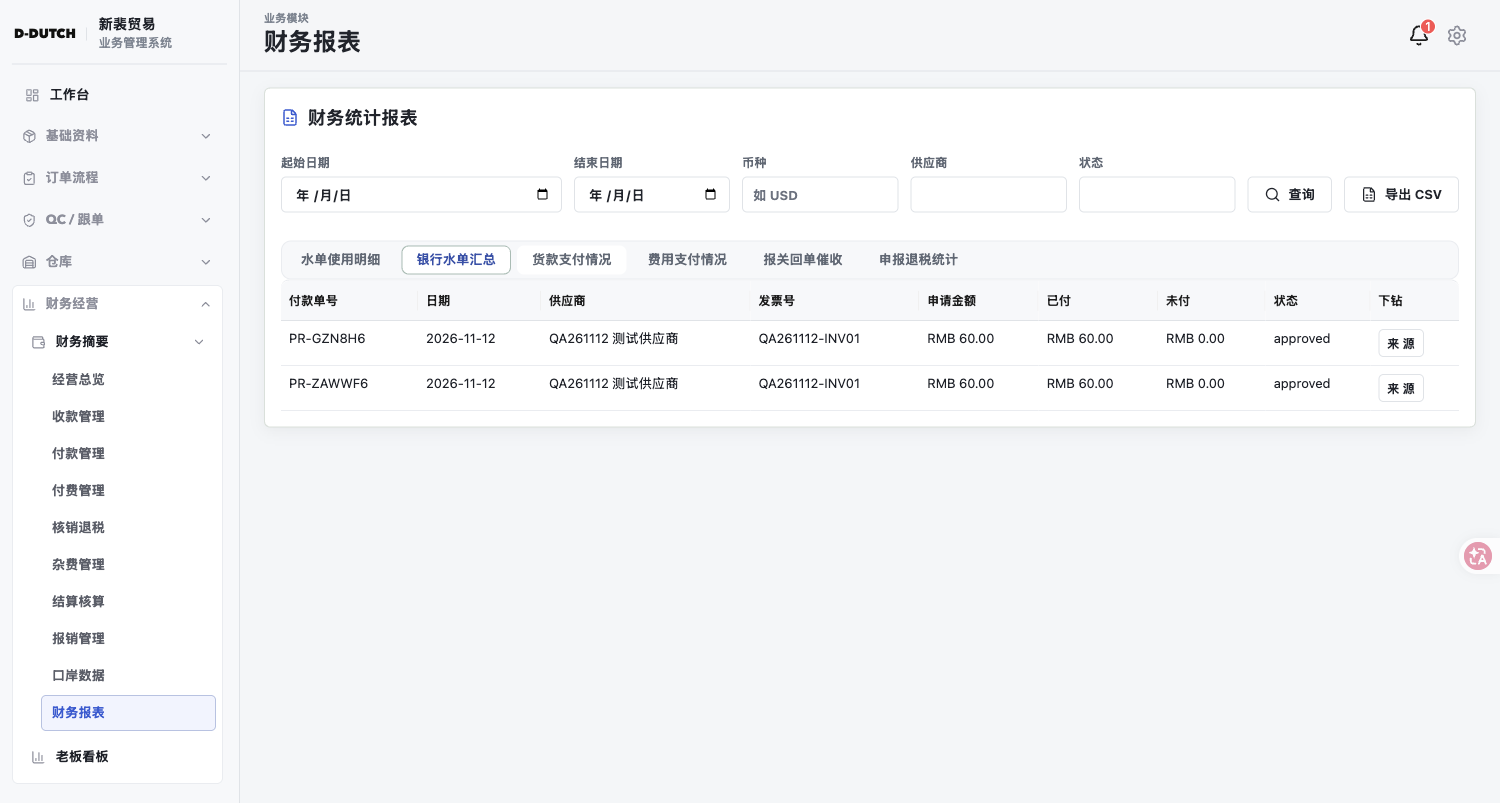 D-DUTCH
新裴贸易
业务管理系统
工作台
基础资料
订单流程
QC / 跟单
仓库
财务经营
财务摘要
经营总览
收款管理
付款管理
付费管理
核销退税
杂费管理
结算核算
报销管理
口岸数据
财务报表
老板看板
业务模块
财务报表
1
财务统计报表
起始日期 结束日期 币种 供应商 状态
年 /月/日 年 /月/日 如 USD 查询 导出 CSV
水单使用明细 银行水单汇总 货款支付情况 费用支付情况 报关回单催收 申报退税统计
付款单号 日期 供应商 发票号 申请金额 已付 未付 状态 下钻
PR-GZN8H6 2026-11-12 QA261112 测试供应商 QA261112-INV01 RMB 60.00 RMB 60.00 RMB 0.00 approved 来源
PR-ZAWWF6 2026-11-12 QA261112 测试供应商 QA261112-INV01 RMB 60.00 RMB 60.00 RMB 0.00 approved 来源